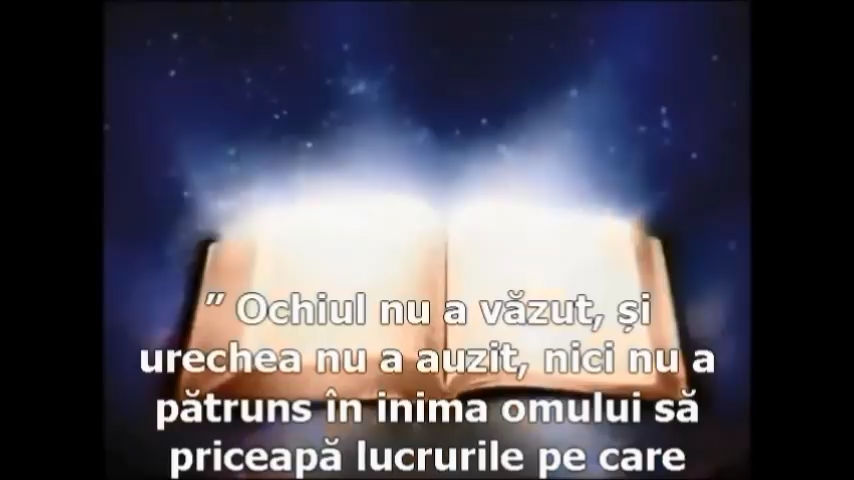 ” Ochiul nu a văzut, și
urechea nu a auzit, nici nu a
pătruns în inima omului să
priceapă lucrurile pe care